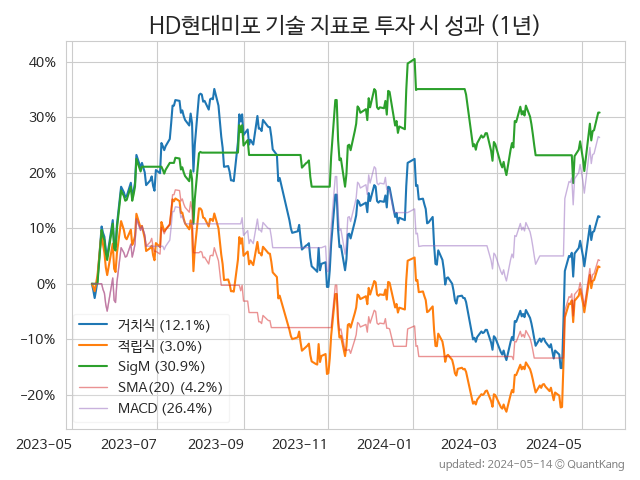 HD현대미포 기술 지표로 투자 시 성과 (1년)
40%
30%
20%
10%
0%
−10%
−20%
거치식 (12.1%)
적립식 (3.0%)
SigM (30.9%)
SMA(20) (4.2%)
MACD (26.4%)
2023-05 2023-07 2023-09 2023-11 2024-01 2024-03 2024-05
updated: 2024-05-14 © QuantKang